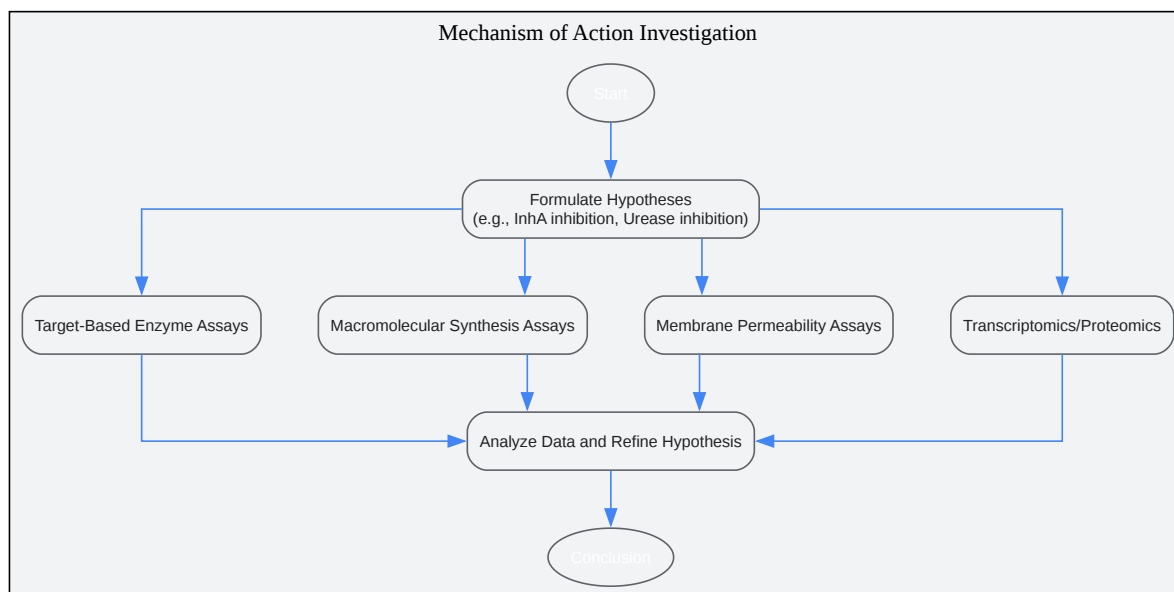 Mechanism of Action Investigation
Start
Formulate Hypotheses
(e.g., InhA inhibition, Urease inhibition)
Target-Based Enzyme Assays
Macromolecular Synthesis Assays
Membrane Permeability Assays
Transcriptomics/Proteomics
Analyze Data and Refine Hypothesis
Conclusion